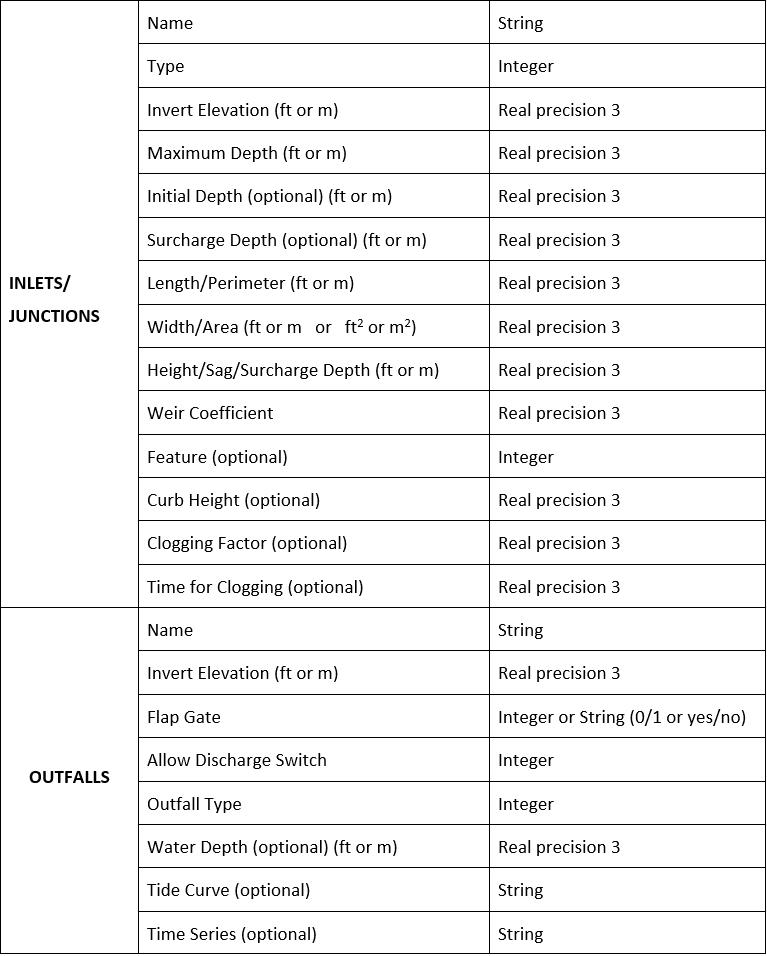 Name String
Type Integer
Invert Elevation (ft or m) Real precision 3
Maximum Depth (ft or m) Real precision 3
Initial Depth (optional) (ft or m) Real precision 3
Surcharge Depth (optional) (ft or m) Real precision 3
INLETS/
JUNCTIONS
Length/Perimeter (ft or m) Real precision 3
Width/Area (ft or m or ft² or m²) Real precision 3
Height/Sag/Surcharge Depth (ft or m) Real precision 3
Weir Coefficient Real precision 3
Feature (optional) Integer
Curb Height (optional) Real precision 3
Clogging Factor (optional) Real precision 3
Time for Clogging (optional) Real precision 3
Name String
Invert Elevation (ft or m) Real precision 3
Flap Gate Integer or String (0/1 or yes/no)
Allow Discharge Switch Integer
OUTFALLS
Outfall Type Integer
Water Depth (optional) (ft or m) Real precision 3
Tide Curve (optional) String
Time Series (optional) String